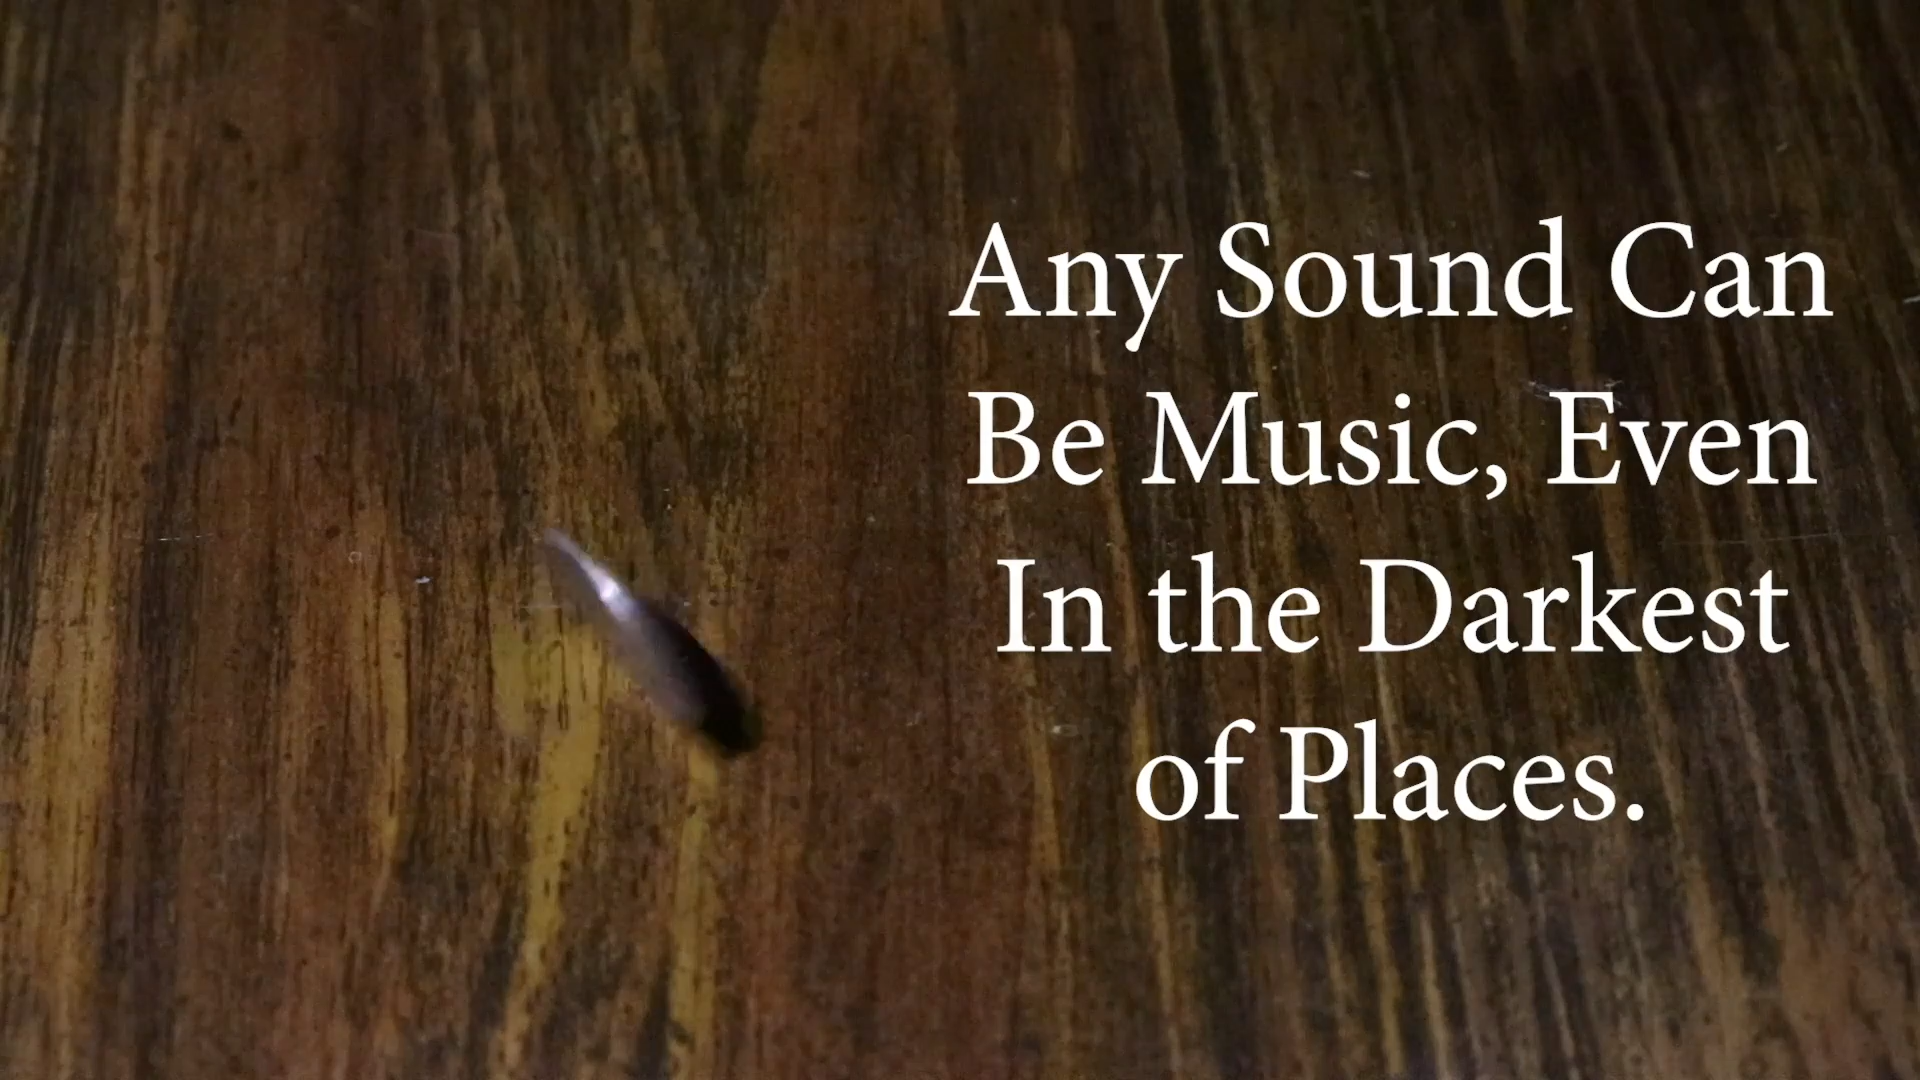 Any Sound Can
Be Music, Even
In the Darkest
of Places.